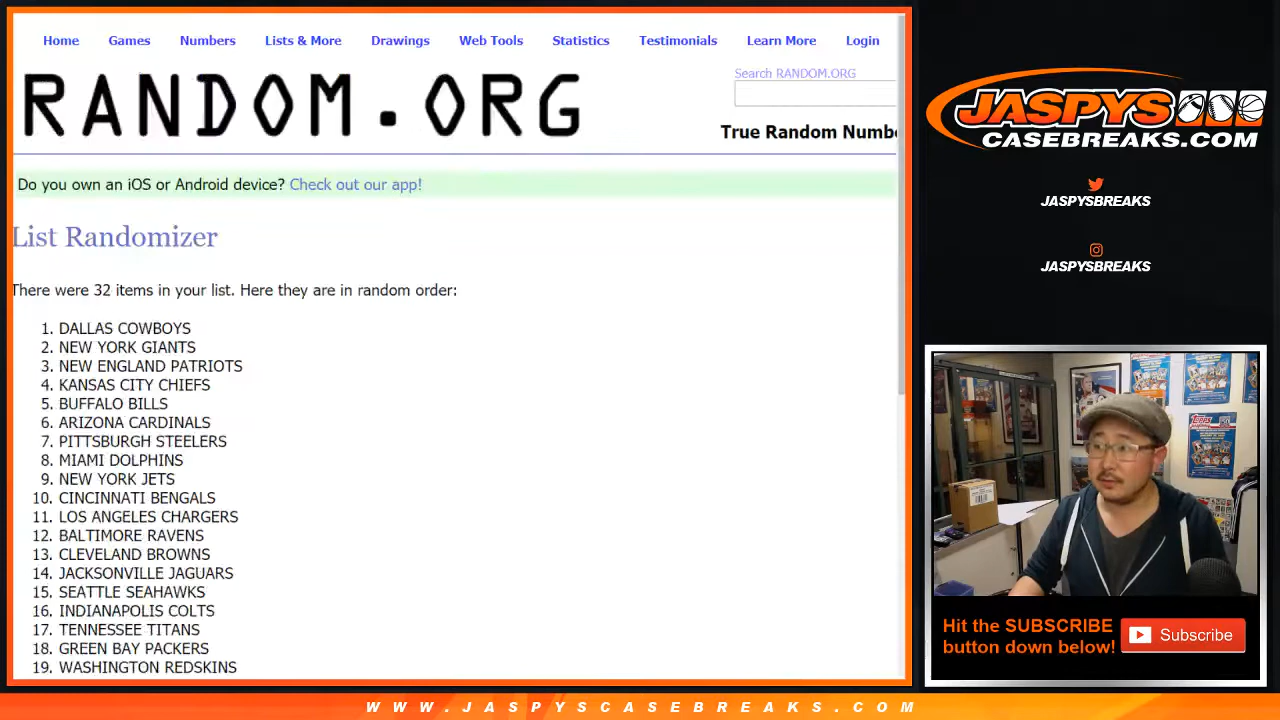 Home Games Numbers Lists & More Drawings Web Tools Statistics Testimonials Learn More Login
RANDOM.ORG
Search RANDOM.ORG
True Random Numbe
Do you own an iOS or Android device? Check out our app!
List Randomizer
There were 32 items in your list. Here they are in random order:
1. DALLAS COWBOYS
2. NEW YORK GIANTS
3. NEW ENGLAND PATRIOTS
4. KANSAS CITY CHIEFS
5. BUFFALO BILLS
6. ARIZONA CARDINALS
7. PITTSBURGH STEELERS
8. MIAMI DOLPHINS
9. NEW YORK JETS
10. CINCINNATI BENGALS
11. LOS ANGELES CHARGERS
12. BALTIMORE RAVENS
13. CLEVELAND BROWNS
14. JACKSONVILLE JAGUARS
15. SEATTLE SEAHAWKS
16. INDIANAPOLIS COLTS
17. TENNESSEE TITANS
18. GREEN BAY PACKERS
19. WASHINGTON REDSKINS
JASPYS
CASEBREAKS.COM
JASPYSBREAKS
JASPYSBREAKS
Hit the SUBSCRIBE
button down below!
Subscribe
WWW.JASPYSCASEBREAKS.COM